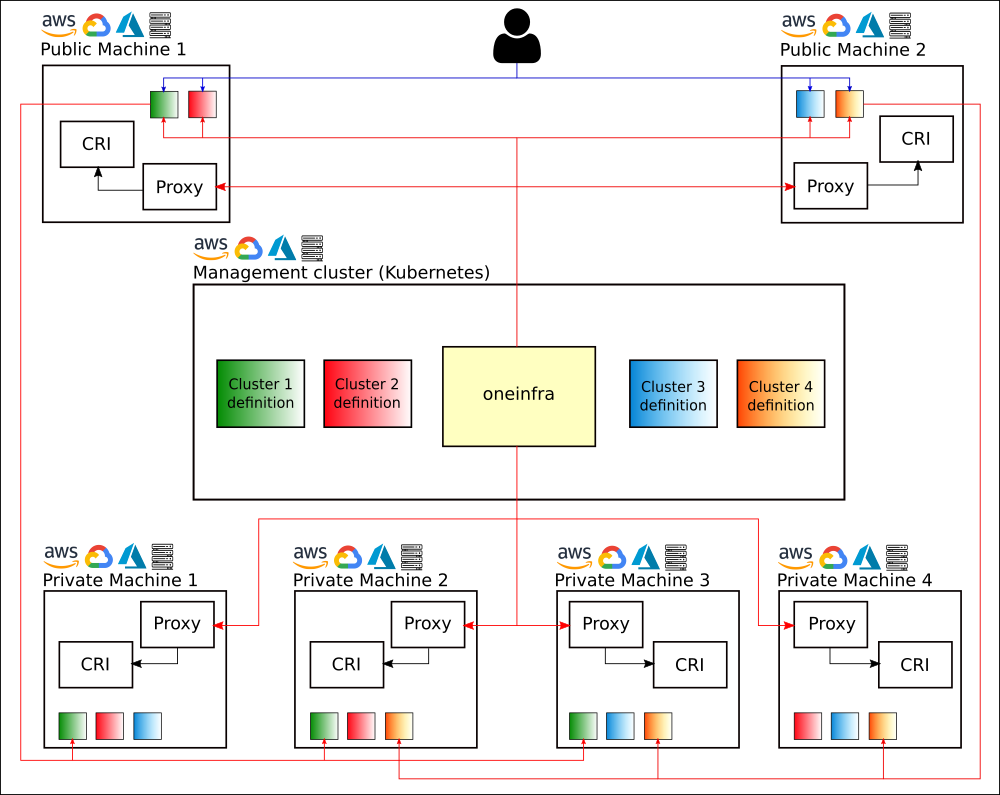 aws
Public Machine 1
aws
Public Machine 2
CRI
Proxy
CRI
Proxy
aws
Management cluster (Kubernetes)
Cluster 1
definition
Cluster 2
definition
oneinfra
Cluster 3
definition
Cluster 4
definition
aws
Private Machine 1
aws
Private Machine 2
aws
Private Machine 3
aws
Private Machine 4
Proxy
CRI
Proxy
CRI
Proxy
CRI
Proxy
CRI